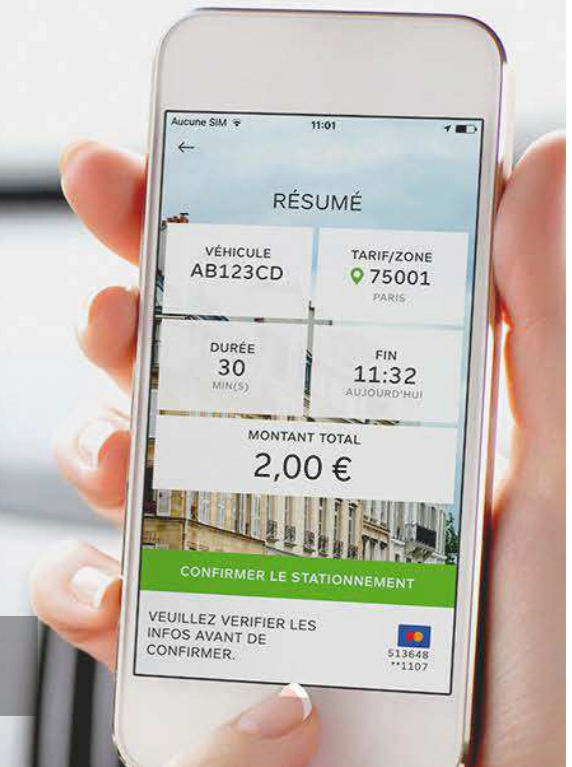 Aucune SIM 11:01
RÉSUMÉ
VÉHICULE
AB123CD
TARIF/ZONE
75001
PARIS
DURÉE
30
MIN(S)
FIN
11:32
AUJOURD'HUI
MONTANT TOTAL
2,00 €
CONFIRMER LE STATIONNEMENT
VEUILLEZ VERIFIER LES
INFOS AVANT DE
CONFIRMER.
513648
**1107